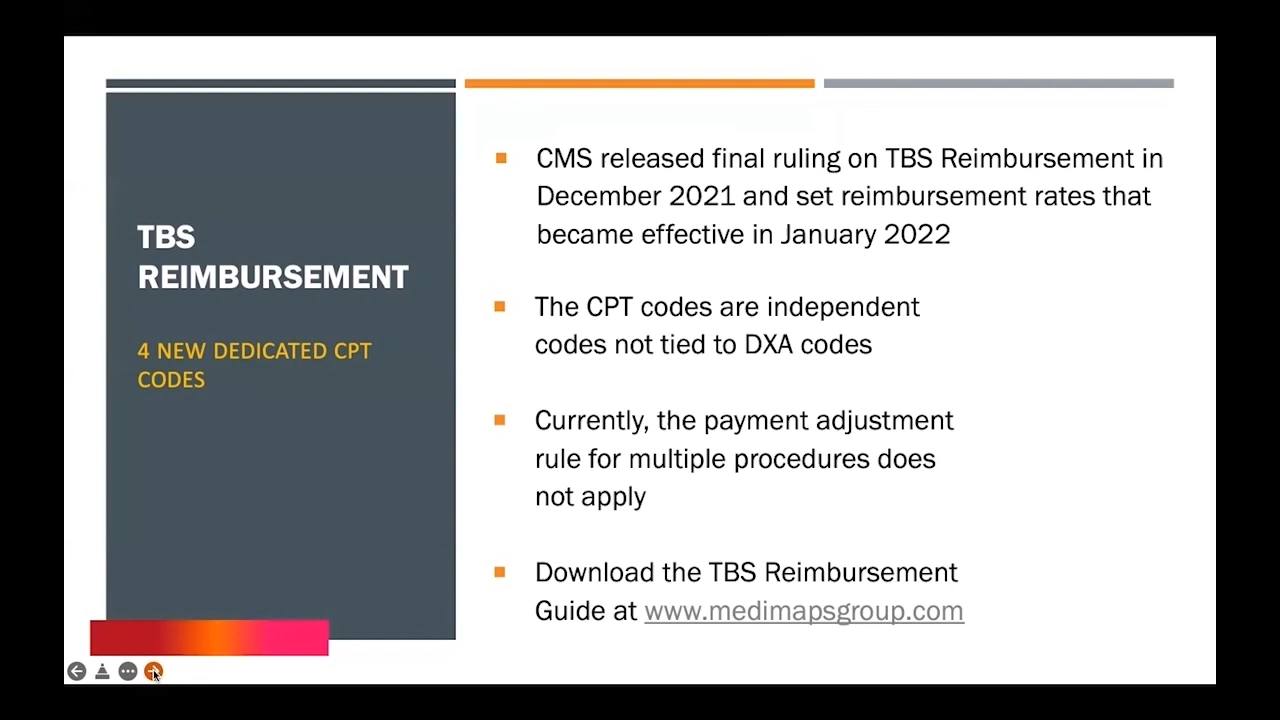 TBS
REIMBURSEMENT
4 NEW DEDICATED CPT
CODES
CMS released final ruling on TBS Reimbursement in
December 2021 and set reimbursement rates that
became effective in January 2022
The CPT codes are independent
codes not tied to DXA codes
Currently, the payment adjustment
rule for multiple procedures does
not apply
Download the TBS Reimbursement
Guide at www.medimapsgroup.com